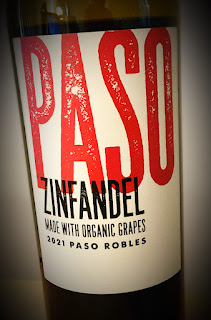 PASO
ZINFANDEL
MADE WITH ORGANIC GRAPES
2021 PASO ROBLES